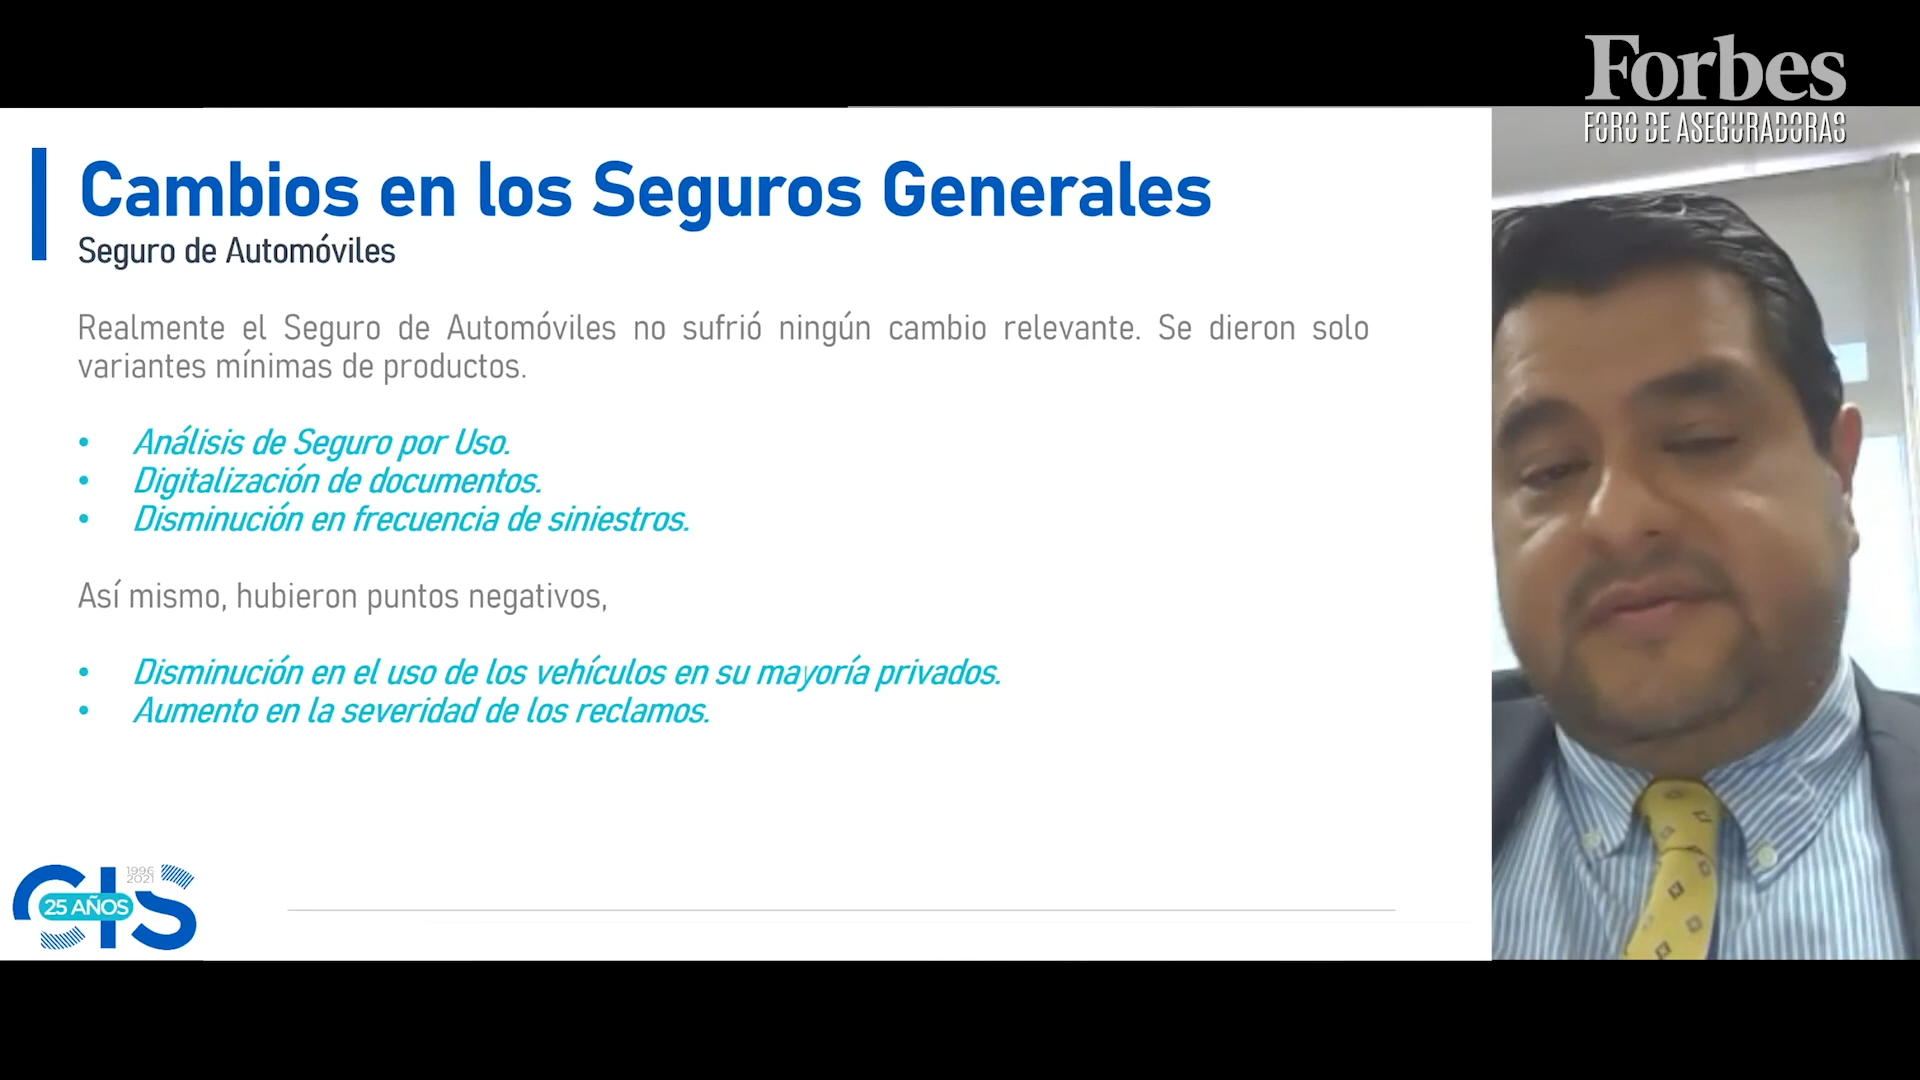 Forbes
FORO DE ASEGURADORAS
Cambios en los Seguros Generales
Seguro de Automóviles
Realmente el Seguro de Automóviles no sufrió ningún cambio relevante. Se dieron solo
variantes mínimas de productos.
• Análisis de Seguro por Uso.
• Digitalización de documentos.
• Disminución en frecuencia de siniestros.
Así mismo, hubieron puntos negativos,
• Disminución en el uso de los vehículos en su mayoría privados.
• Aumento en la severidad de los reclamos.
CIS
1996
2021
25 AÑOS